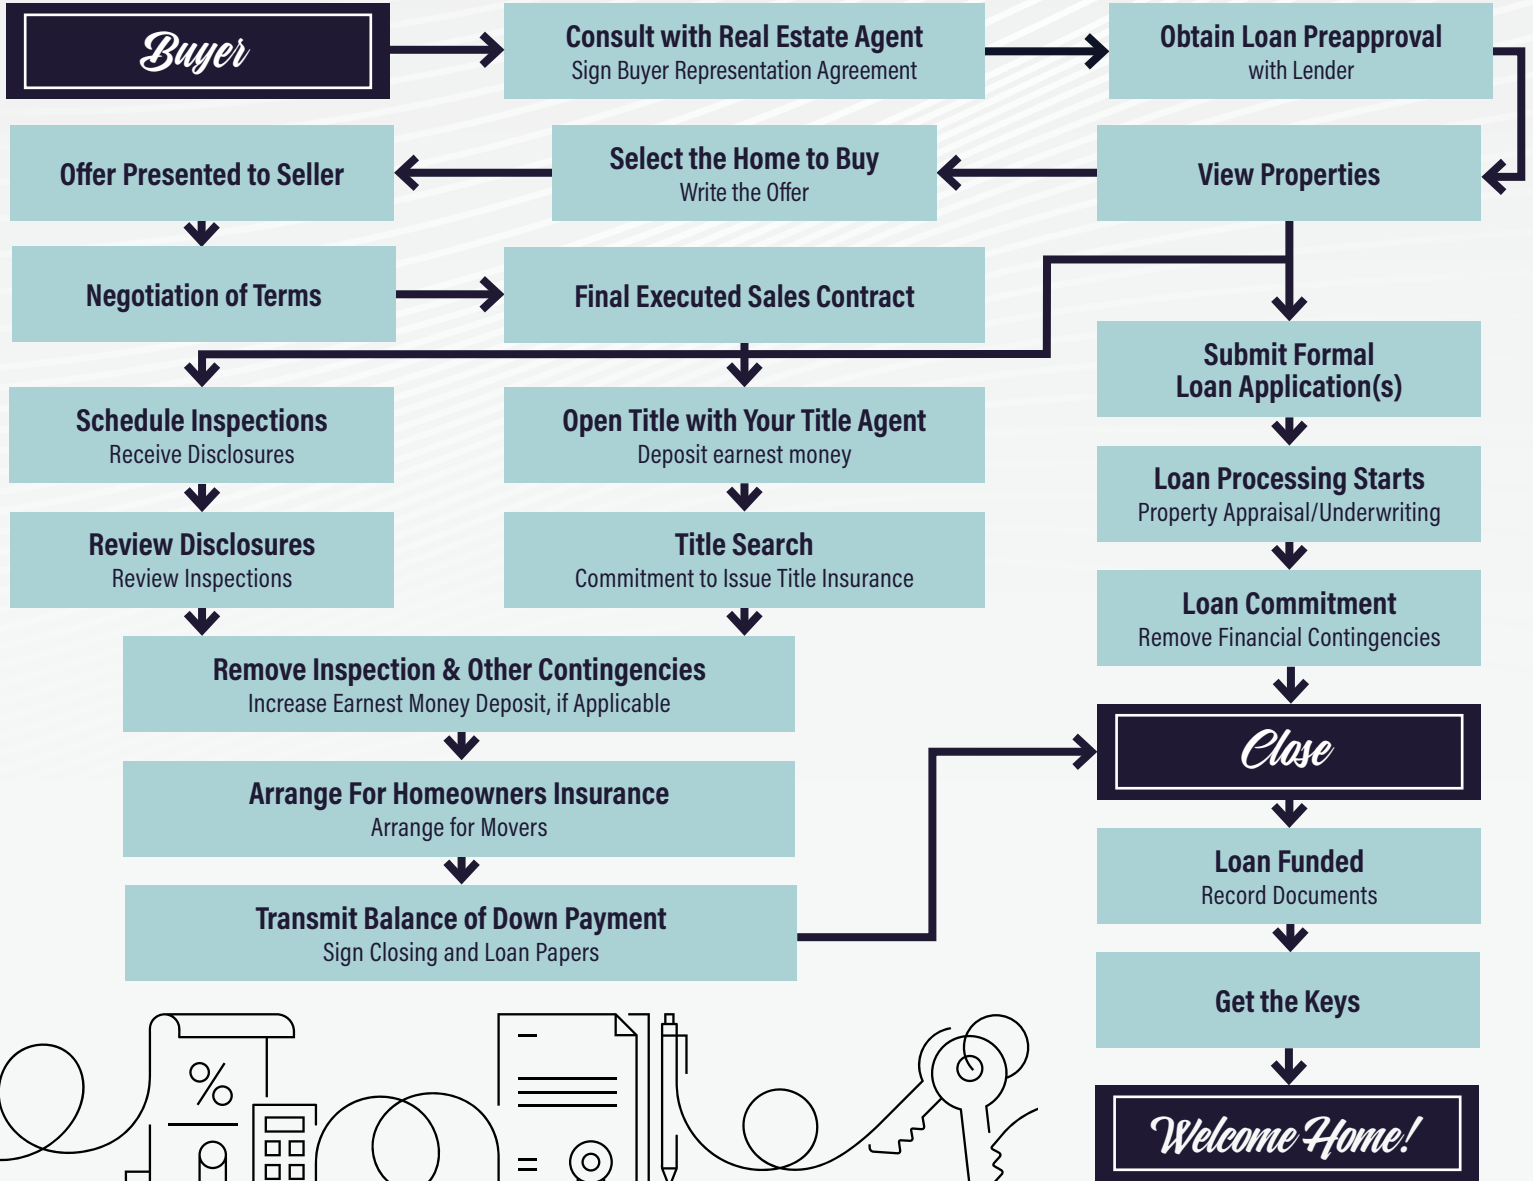 Buyer
Consult with Real Estate Agent
Sign Buyer Representation Agreement
Obtain Loan Preapproval
with Lender
View Properties
Select the Home to Buy
Write the Offer
Offer Presented to Seller
Negotiation of Terms
Final Executed Sales Contract
Schedule Inspections
Receive Disclosures
Review Disclosures
Review Inspections
Open Title with Your Title Agent
Deposit earnest money
Title Search
Commitment to Issue Title Insurance
Remove Inspection & Other Contingencies
Increase Earnest Money Deposit, if Applicable
Arrange For Homeowners Insurance
Arrange for Movers
Transmit Balance of Down Payment
Sign Closing and Loan Papers
Submit Formal
Loan Application(s)
Loan Processing Starts
Property Appraisal/Underwriting
Loan Commitment
Remove Financial Contingencies
Close
Loan Funded
Record Documents
Get the Keys
Welcome Home!
%